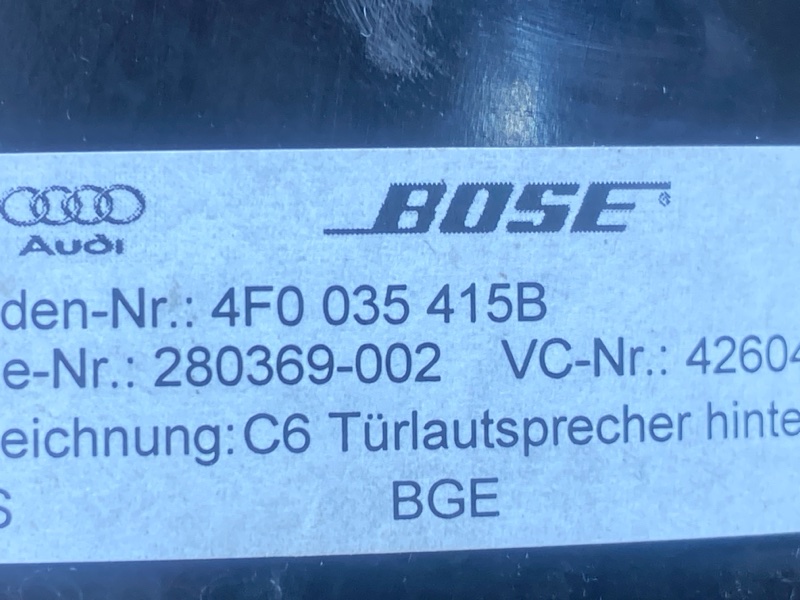 Audi BOSE
den-Nr.: 4F0 035 415B
e-Nr.: 280369-002 VC-Nr.: 42604
eichnung: C6 Türlautsprecher hinte
S BGE